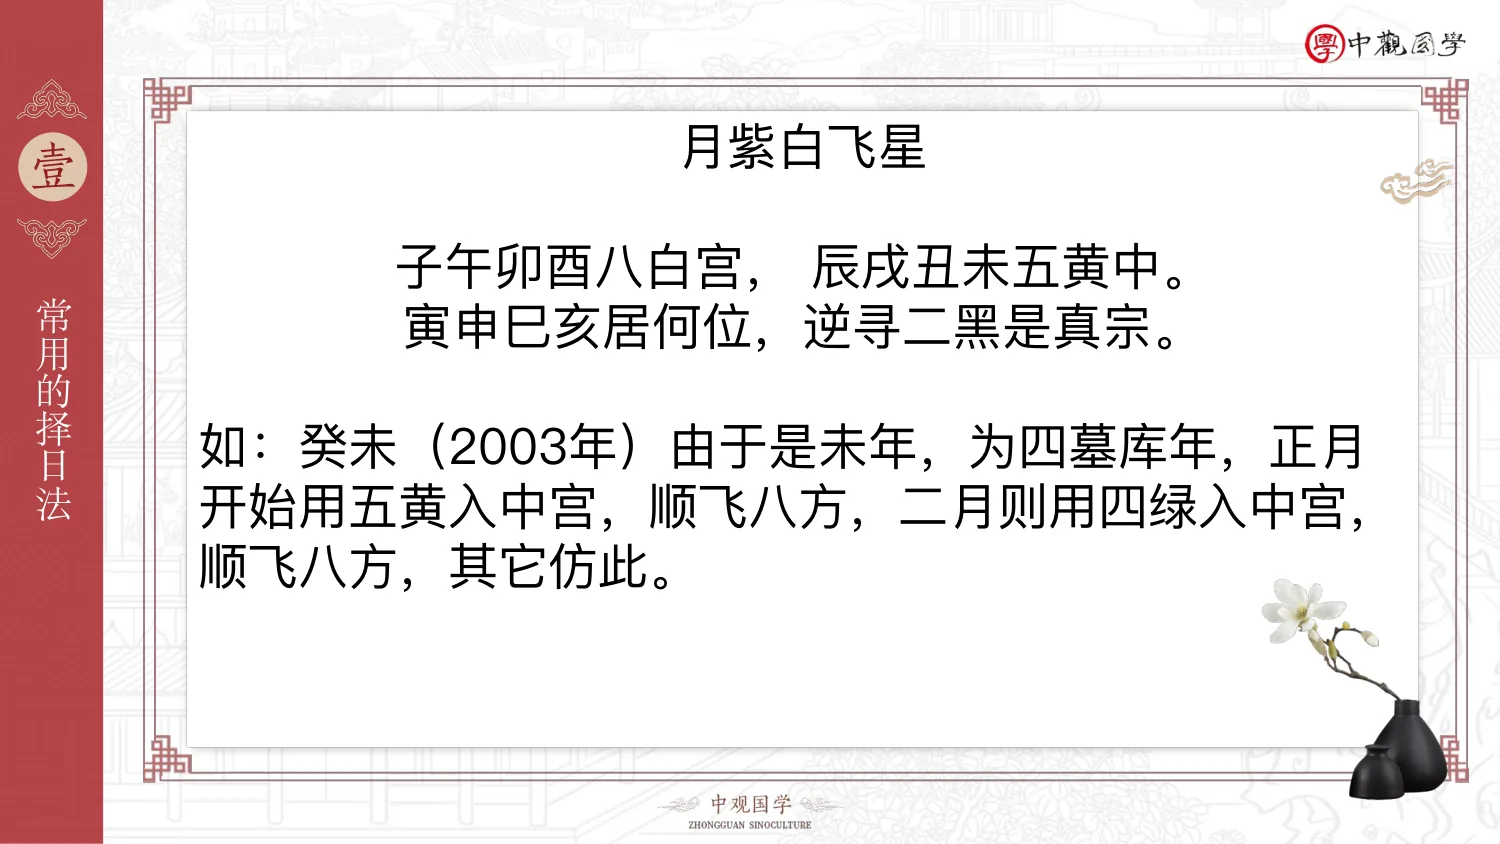 學 中觀國學
壹
常用的择日法
月紫白飞星
子午卯酉八白宫， 辰戌丑未五黄中。
寅申巳亥居何位，逆寻二黑是真宗。
如：癸未（2003年）由于是未年，为四墓库年，正月
开始用五黄入中宫，顺飞八方，二月则用四绿入中宫，
顺飞八方，其它仿此。
中观国学
ZHONGGUAN SINOCULTURE